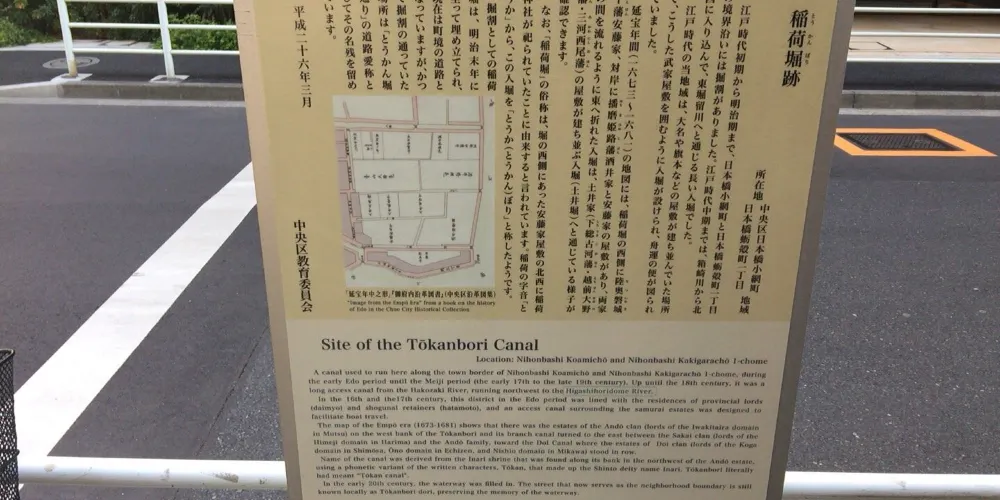 稲荷堀跡
とうかんぼり
所在地 中央区日本橋小網町
日本橋蛎殻町一丁目 地域
江戸時代初期から明治期まで、日本橋小網町と日本橋蛎殻町一丁目
境界沿いには掘割がありました。江戸時代中期までは、箱崎川から北
西に入り込んで、東堀留川へと通じる長い入堀でした。
江戸時代の当地域は、大名や旗本などの屋敷が建ち並んでいた場所
で、こうした武家屋敷を囲むように入堀が設けられ、舟運の便が図られ
ていました。
延宝年間(一六七三〜一六八一)の地図には、稲荷堀の西側に陸奥磐城
平藩安藤家、対岸に播磨姫路藩酒井家と安藤家の屋敷があり、両家
の間を流れるように東へ折れた入堀は、土井家(下総古河藩・越前大野
藩・三河西尾藩)の屋敷が建ち並ぶ入堀(土井堀)へと通じている様子が
確認できます。
なお、「稲荷堀」の俗称は、堀の西側にあった安藤家屋敷の北西に稲荷
神社が祀られていたことに由来すると言われています。稲荷の字音「と
うか」から、この入堀を「とうか(とうかん)ぼり」と称したようです。
掘割としての稲荷
堀は、明治末年に
至って埋め立てられ、
現在は町境の道路と
なっていますが、かつ
て掘割の通っていた
場所は「とうかん堀
通り」の道路愛称と
してその名残を留め
ています。
平成二十六年三月
中央区教育委員会
「延宝年中之形」『御府内沿革図書』(中央区沿革図集)
"Image from the Empō Era" from a book on the history
of Edo in the Chuo City Historical Collection
Site of the Tōkanbori Canal
Location: Nihonbashi Koamichō and Nihonbashi Kakigarachō 1-chome
A canal used to run here along the town border of Nihonbashi Koamichō and Nihonbashi Kakigarachō 1-chome, during
the early Edo period until the Meiji period (the early 17th to the late 19th century). Up until the 18th century, it was a
long access canal from the Hakozaki River, running northwest to the Higashihoridome River.
In the 16th and the17th century, this district in the Edo period was lined with the residences of provincial lords
(daimyo) and shogunal retainers (hatamoto), and an access canal surrounding the samurai estates was designed to
facilitate boat travel.
The map of the Empō era (1673-1681) shows that there was the estates of the Andō clan (lords of the Iwakitaira domain
in Mutsu) on the west bank of the Tōkanbori and its branch canal turned to the east between the Sakai clan (lords of the
Himeji domain in Harima) and the Andō family, toward the Doi Canal where the estates of Doi clan (lords of the Koga
domain in Shimōsa, Ōno domain in Echizen, and Nishio domain in Mikawa) stood in row.
Name of the canal was derived from the Inari shrine that was found along its bank in the northwest of the Andō estate,
using a phonetic variant of the written characters, Tōkan, that made up the Shinto deity name Inari. Tōkanbori literally
had meant "Tōkan canal".
In the early 20th century, the waterway was filled in. The street that now serves as the neighborhood boundary is still
known locally as Tōkanbori dori, preserving the memory of the waterway.